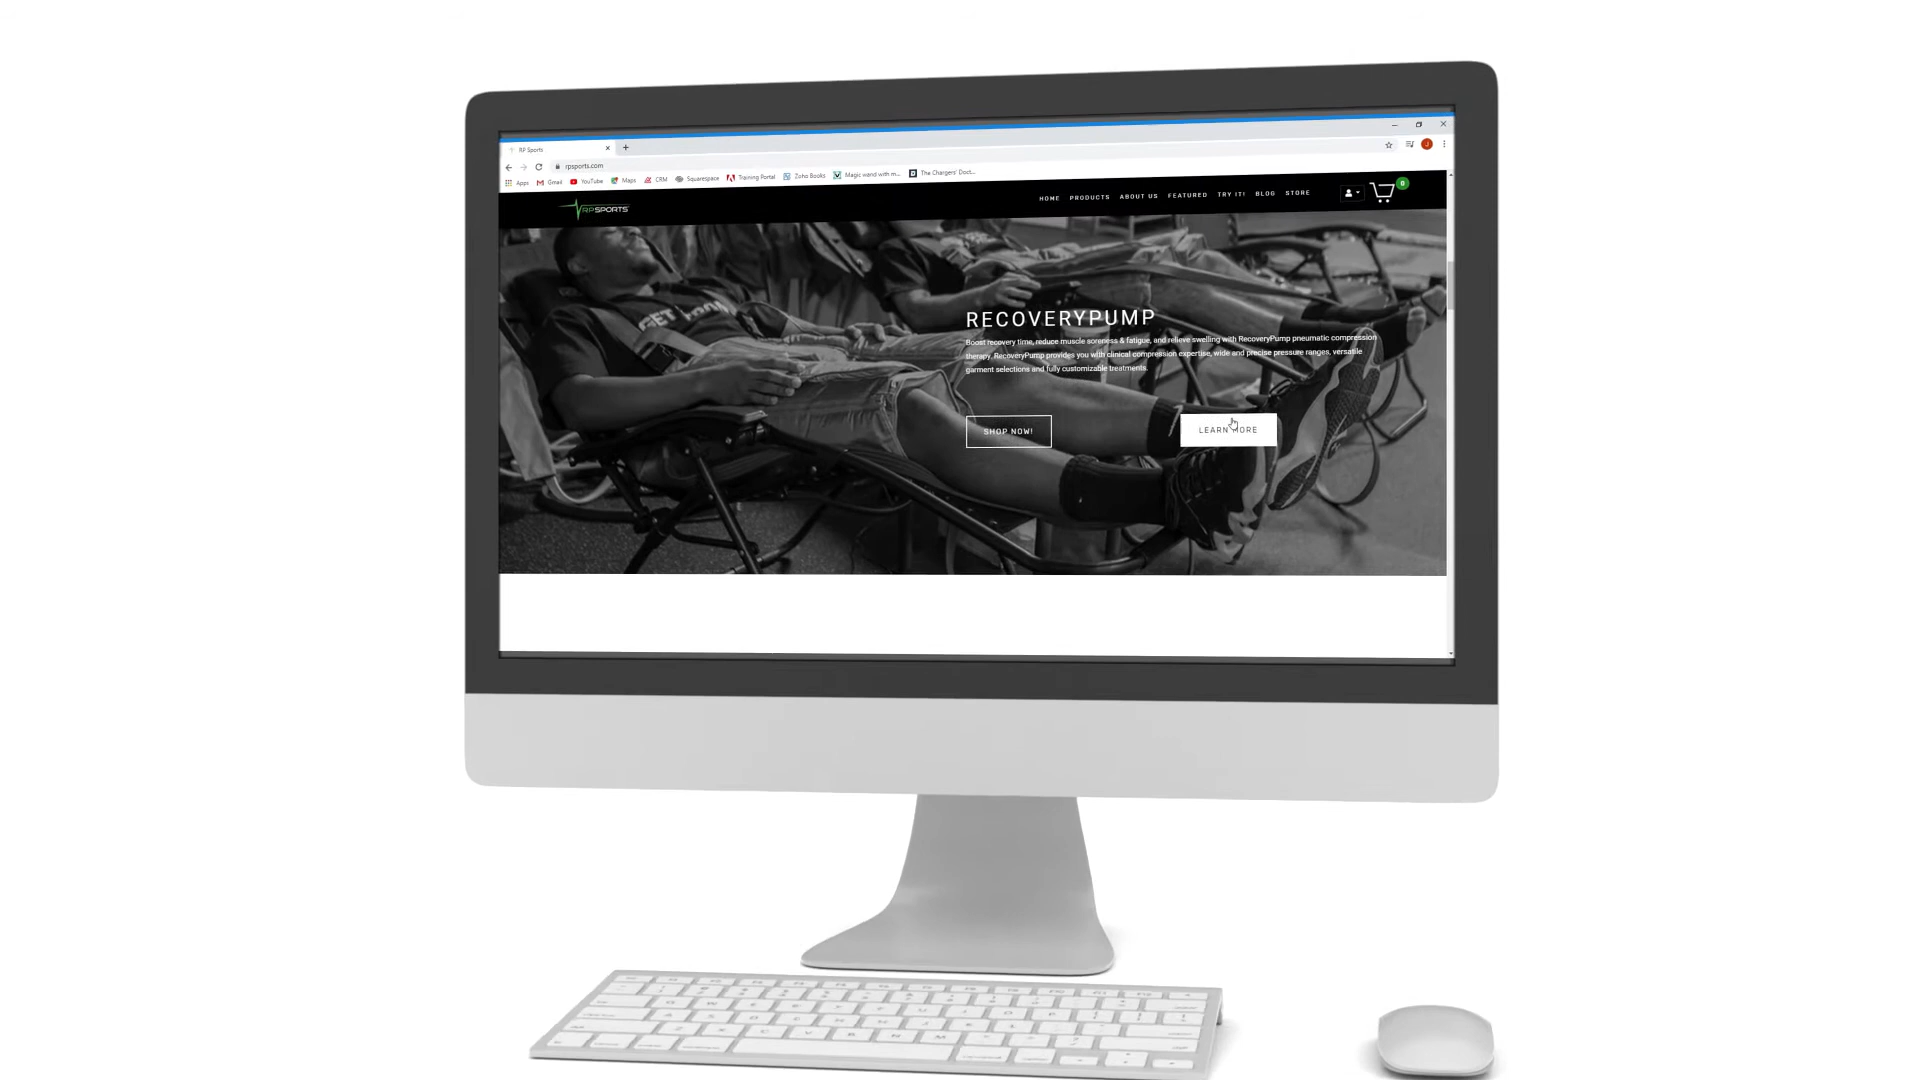 RP Sports
rpsports.com
Apps Gmail YouTube Maps CRM Squarespace Training Portal Zoho Books Magic wand with m... The Chargers' Doct...
RPSPORTS
HOME PRODUCTS ABOUT US FEATURED TRY IT! BLOG STORE
0
RECOVERYPUMP
Boost recovery time, reduce muscle soreness & fatigue, and relieve swelling with RecoveryPump pneumatic compression
therapy. RecoveryPump provides you with clinical compression expertise, wide and precise pressure ranges, versatile
garment selections and fully customizable treatments.
SHOP NOW!
LEARN MORE